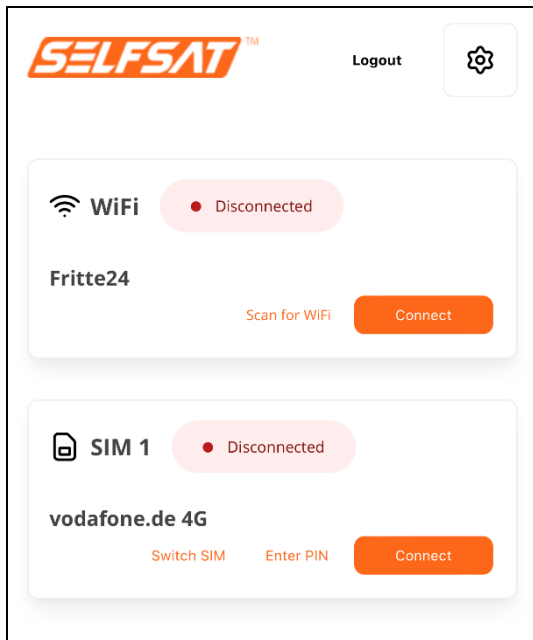 SELFSAT™
Logout
WiFi
Disconnected
Fritte24
Scan for WiFi
Connect
SIM 1
Disconnected
vodafone.de 4G
Switch SIM
Enter PIN
Connect